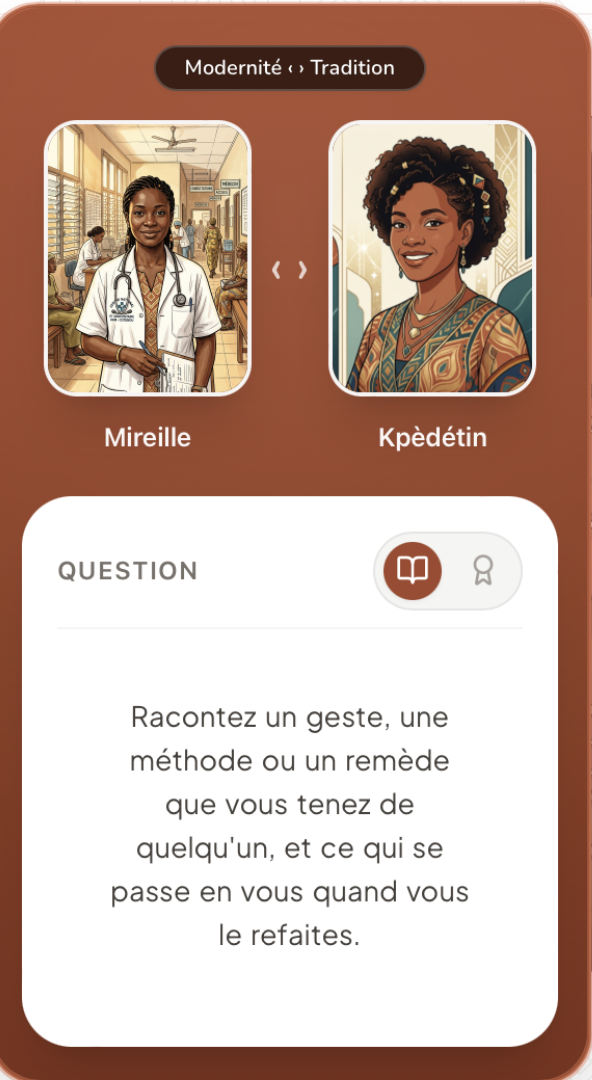 Modernité ‹ › Tradition
‹ ›
Mireille
Kpèdétin
QUESTION
Racontez un geste, une
méthode ou un remède
que vous tenez de
quelqu'un, et ce qui se
passe en vous quand vous
le refaites.